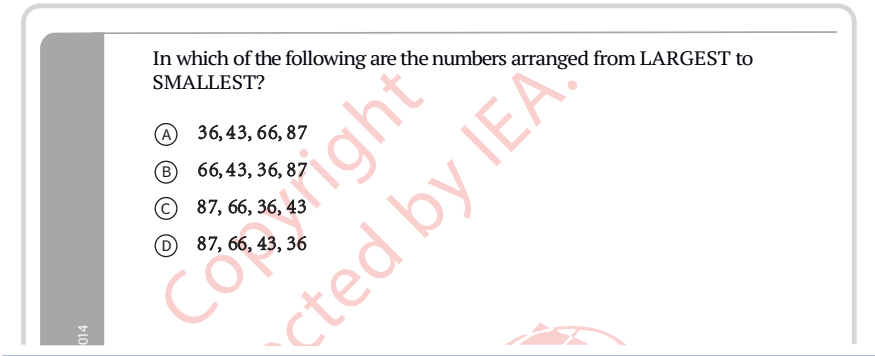 In which of the following are the numbers arranged from LARGEST to
SMALLEST?
A 36, 43, 66, 87
B 66, 43, 36, 87
C 87, 66, 36, 43
D 87, 66, 43, 36
Copyright
cted by IEA.
014